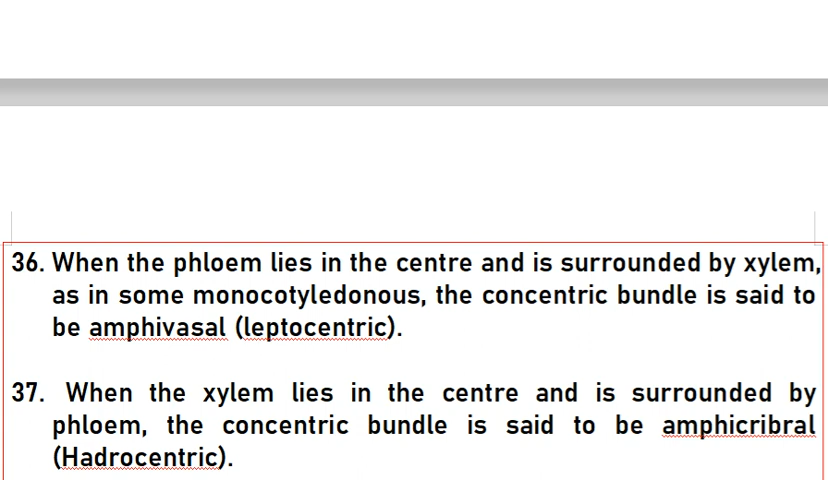 36. When the phloem lies in the centre and is surrounded by xylem,
as in some monocotyledonous, the concentric bundle is said to
be amphivasal (leptocentric).
37. When the xylem lies in the centre and is surrounded by
phloem, the concentric bundle is said to be amphicribral
(Hadrocentric).